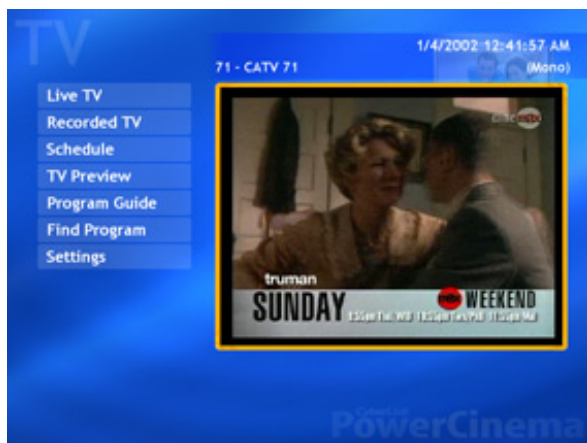 TV
1/4/2002 12:41:57 AM
71 - CATV 71
(Mono)
Live TV
Recorded TV
Schedule
TV Preview
Program Guide
Find Program
Settings
truman
SUNDAY
WEEKEND
CyberLink
PowerCinema